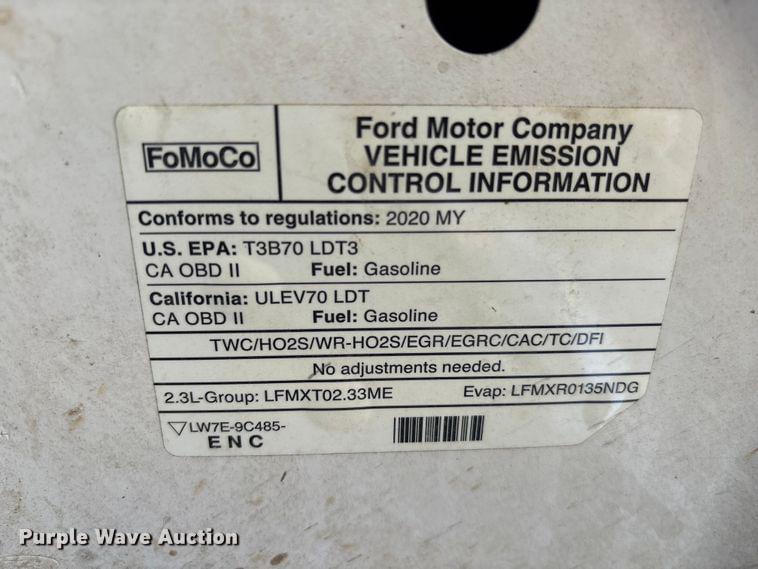 FoMoCo
Ford Motor Company
VEHICLE EMISSION
CONTROL INFORMATION
Conforms to regulations: 2020 MY
U.S. EPA: T3B70 LDT3
CA OBD II Fuel: Gasoline
California: ULEV70 LDT
CA OBD II Fuel: Gasoline
TWC/HO2S/WR-HO2S/EGR/EGRC/CAC/TC/DFI
No adjustments needed.
2.3L-Group: LFMXT02.33ME Evap: LFMXR0135NDG
▽LW7E-9C485-
E N C
Purple Wave Auction